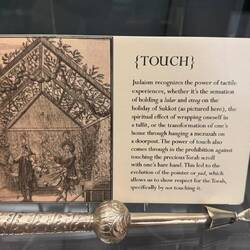 {TOUCH}
Judaism recognizes the power of tactile
experiences, whether it's the sensation
of holding a lulav and etrog on the
holiday of Sukkot (as pictured here), the
spiritual effect of wrapping oneself in
a tallit, or the transformation of one's
home through hanging a mezuzah on
a doorpost. The power of touch also
comes through in the prohibition against
touching the precious Torah scroll
with one's bare hand. This led to the
evolution of the pointer or yad, which
allows us to show respect for the Torah,
specifically by not touching it.